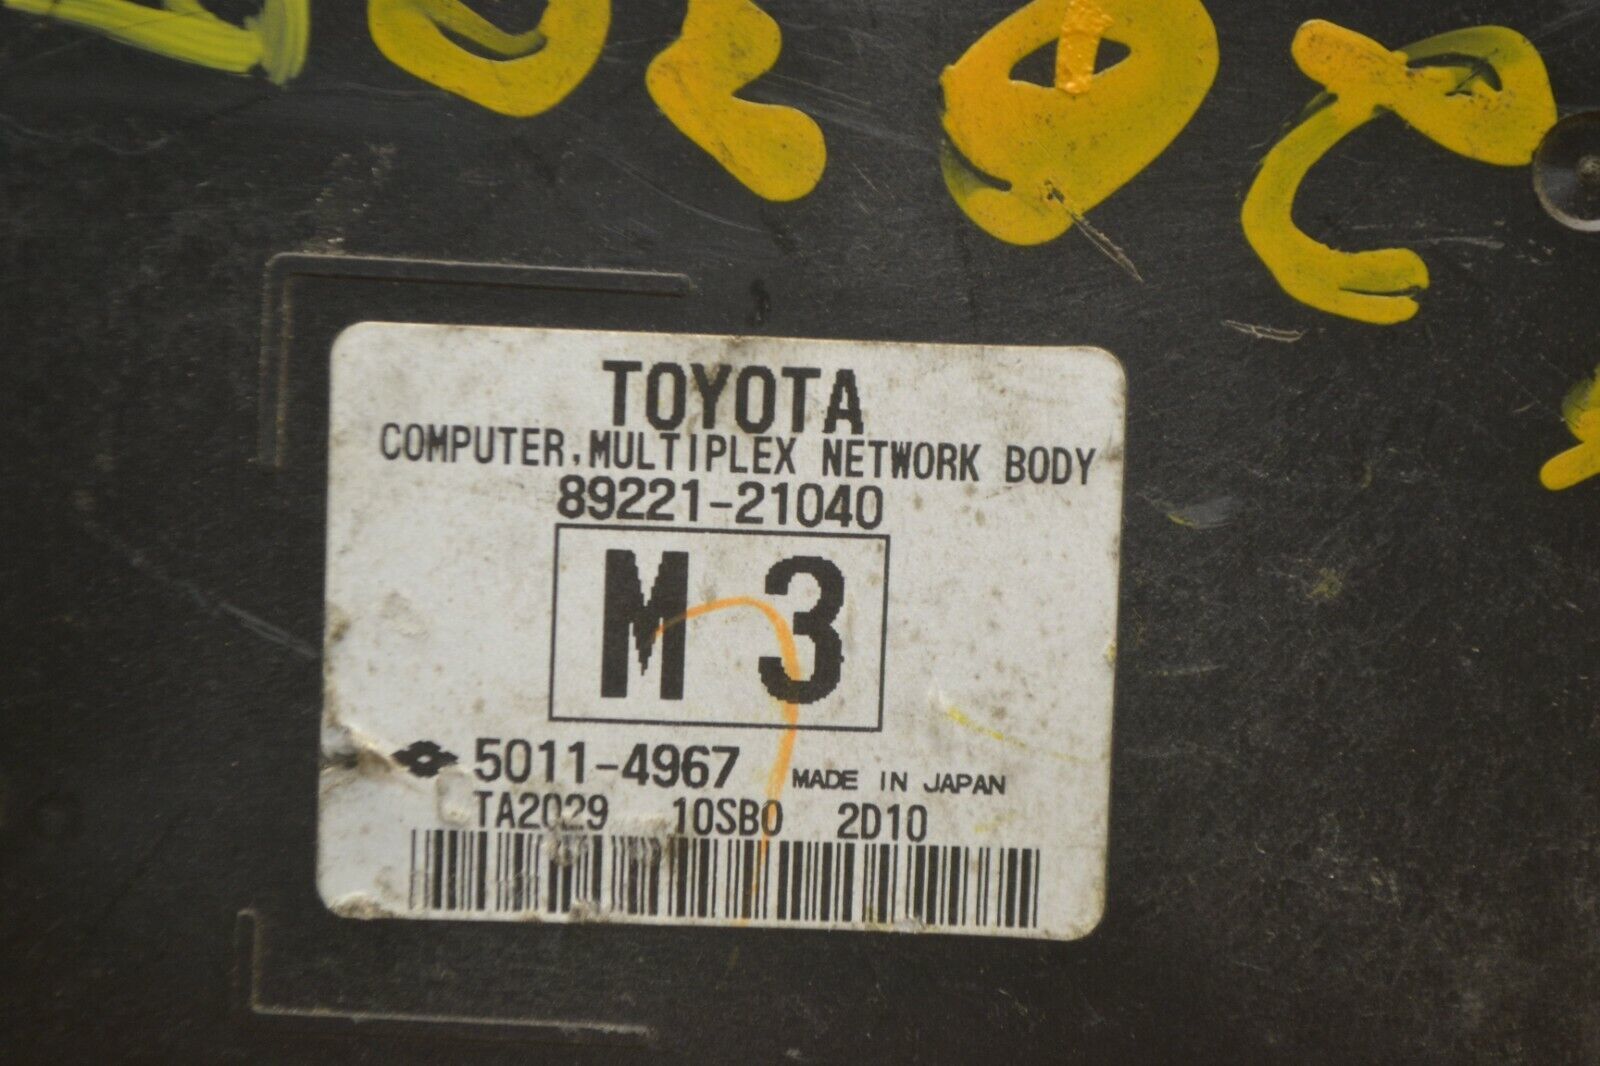 TOYOTA
COMPUTER,MULTIPLEX NETWORK BODY
89221-21040
M 3
5011-4967 MADE IN JAPAN
TA2029 10SB0 2D10